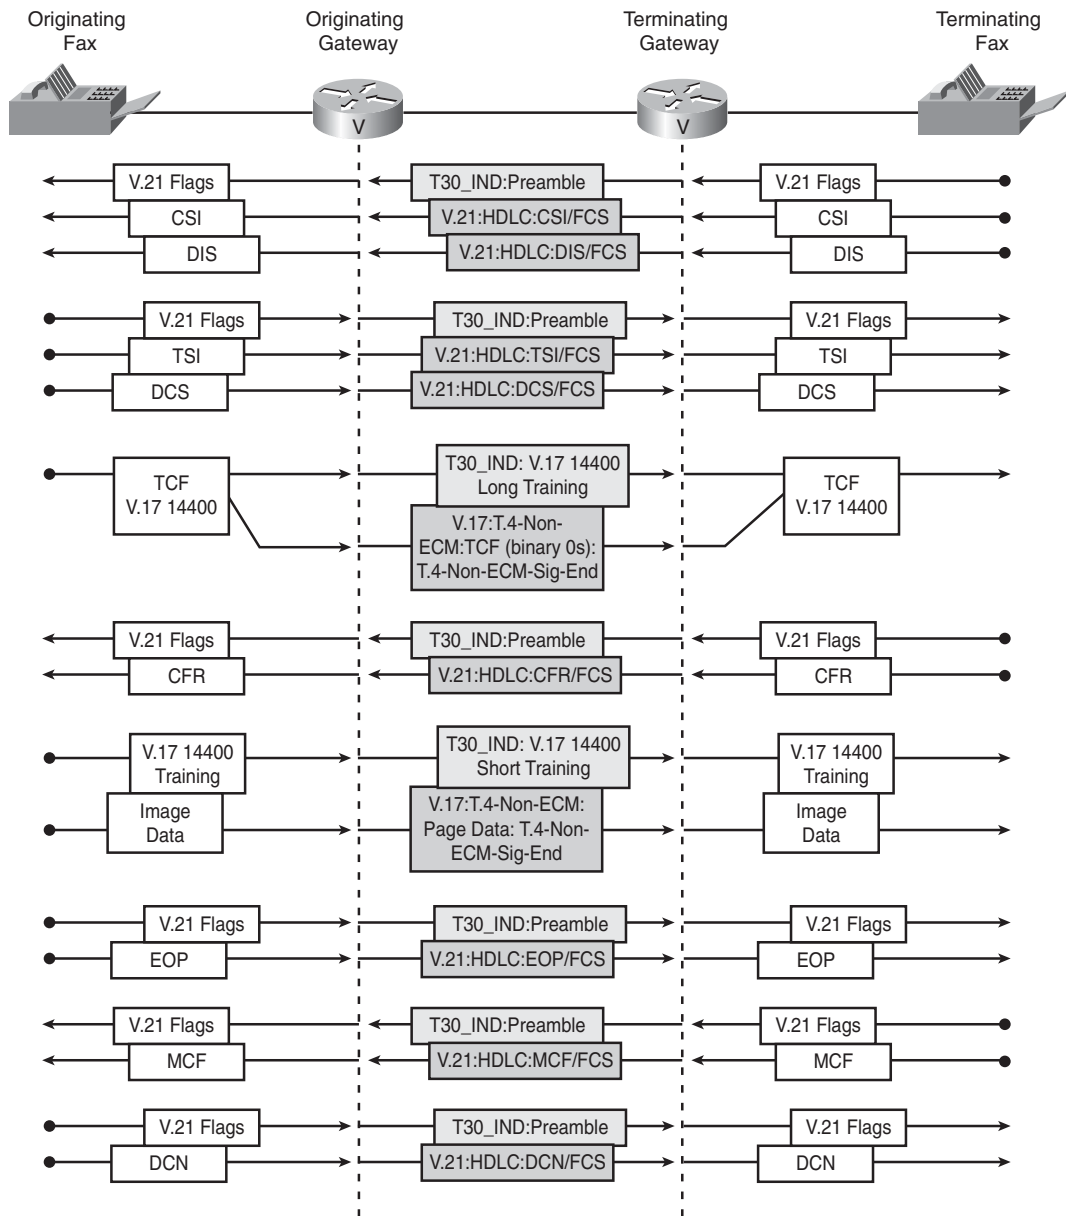 Originating
Fax
Originating
Gateway
Terminating
Gateway
Terminating
Fax
V
V
V.21 Flags
T30_IND:Preamble
V.21 Flags
CSI
V.21:HDLC:CSI/FCS
CSI
DIS
V.21:HDLC:DIS/FCS
DIS
V.21 Flags
T30_IND:Preamble
V.21 Flags
TSI
V.21:HDLC:TSI/FCS
TSI
DCS
V.21:HDLC:DCS/FCS
DCS
TCF
V.17 14400
T30_IND: V.17 14400
Long Training
V.17:T.4-Non-
ECM:TCF (binary 0s):
T.4-Non-ECM-Sig-End
TCF
V.17 14400
V.21 Flags
T30_IND:Preamble
V.21 Flags
CFR
V.21:HDLC:CFR/FCS
CFR
V.17 14400
Training
T30_IND: V.17 14400
Short Training
V.17 14400
Training
Image
Data
V.17:T.4-Non-ECM:
Page Data: T.4-Non-
ECM-Sig-End
Image
Data
V.21 Flags
T30_IND:Preamble
V.21 Flags
EOP
V.21:HDLC:EOP/FCS
EOP
V.21 Flags
T30_IND:Preamble
V.21 Flags
MCF
V.21:HDLC:MCF/FCS
MCF
V.21 Flags
T30_IND:Preamble
V.21 Flags
DCN
V.21:HDLC:DCN/FCS
DCN